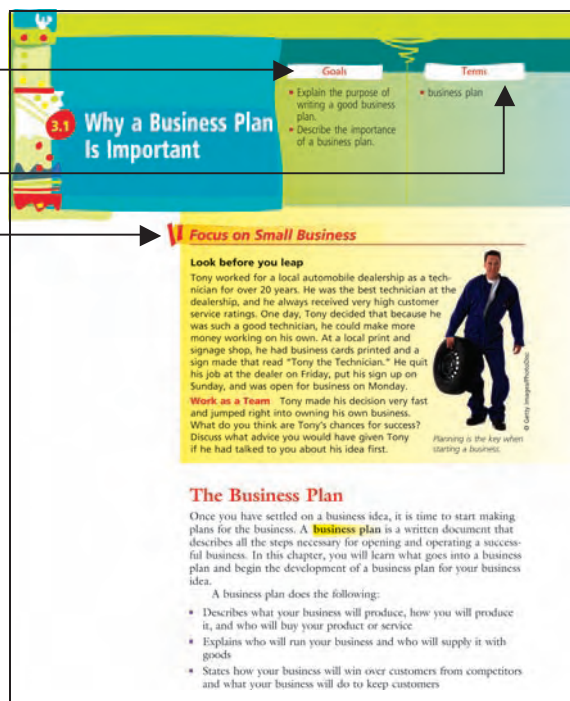 3.1
Why a Business Plan
Is Important
Goals
• Explain the purpose of
writing a good business
plan.
• Describe the importance
of a business plan.
Terms
• business plan
Focus on Small Business
Look before you leap
Tony worked for a local automobile dealership as a tech-
nician for over 20 years. He was the best technician at the
dealership, and he always received very high customer
service ratings. One day, Tony decided that because he
was such a good technician, he could make more
money working on his own. At a local print and
signage shop, he had business cards printed and a
sign made that read "Tony the Technician." He quit
his job at the dealer on Friday, put his sign up on
Sunday, and was open for business on Monday.
Work as a Team Tony made his decision very fast
and jumped right into owning his own business.
What do you think are Tony's chances for success?
Discuss what advice you would have given Tony
if he had talked to you about his idea first.
© Getty Images/PhotoDisc
Planning is the key when
starting a business.
The Business Plan
Once you have settled on a business idea, it is time to start making
plans for the business. A business plan is a written document that
describes all the steps necessary for opening and operating a success-
ful business. In this chapter, you will learn what goes into a business
plan and begin the development of a business plan for your business
idea.
A business plan does the following:
• Describes what your business will produce, how you will produce
it, and who will buy your product or service
• Explains who will run your business and who will supply it with
goods
• States how your business will win over customers from competitors
and what your business will do to keep customers